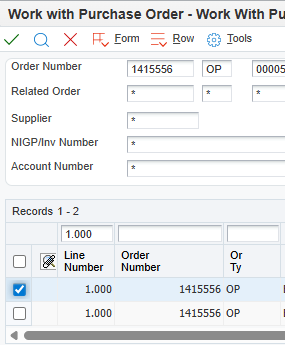 Work with Purchase Order - Work With Pu
Form Row Tools
Order Number 1415556 OP 00005
Related Order * * *
Supplier *
NIGP/Inv Number *
Account Number *
Records 1 - 2
1.000
Line Number Order Number Or Ty
1.000 1415556 OP
1.000 1415556 OP